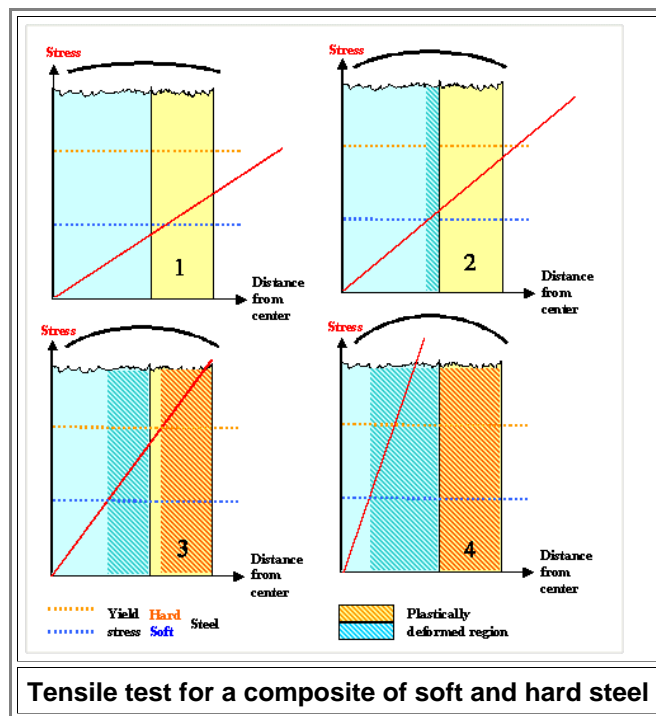 Stress
1
Distance
from
center
Stress
2
Distance
from
center
Stress
3
Distance
from
center
Stress
4
Distance
from
center
Yield Hard Steel
stress Soft
Plastically
deformed region
Tensile test for a composite of soft and hard steel